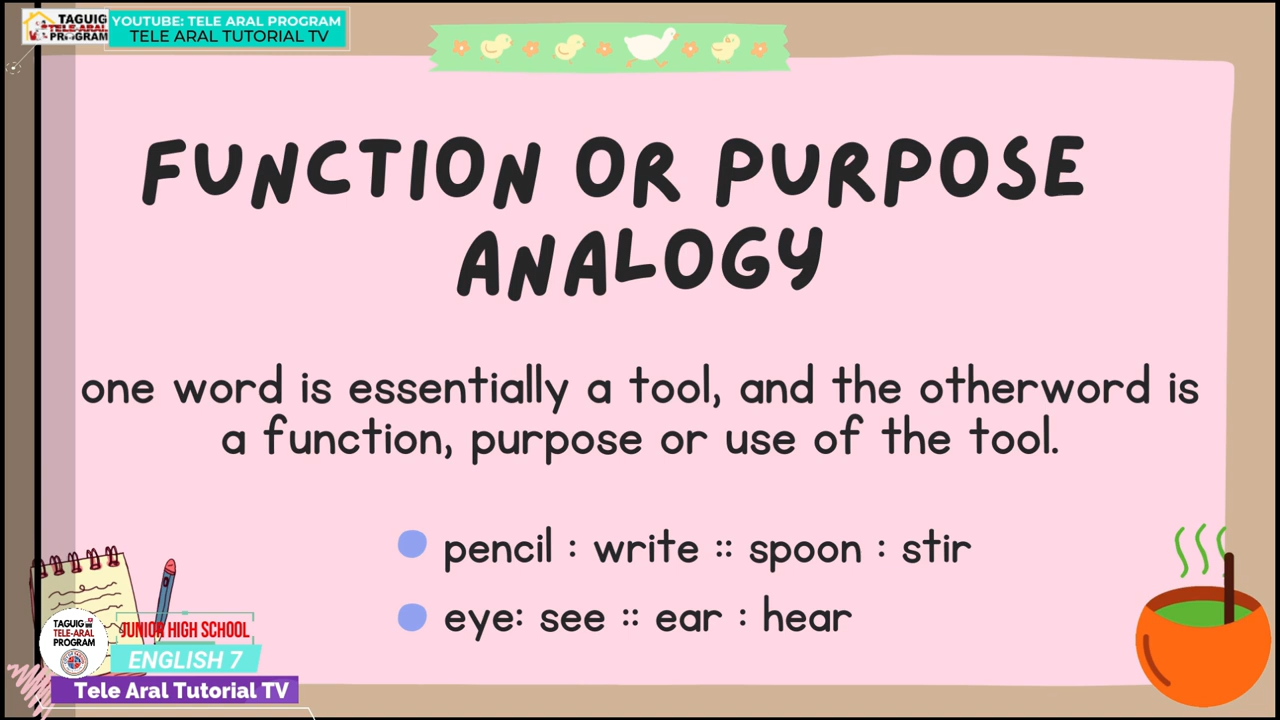 TAGUIG
TELE-ARAL
PROGRAM
YOUTUBE: TELE ARAL PROGRAM
TELE ARAL TUTORIAL TV
FUNCTION OR PURPOSE
ANALOGY
one word is essentially a tool, and the otherword is
a function, purpose or use of the tool.
pencil : write :: spoon : stir
eye: see :: ear : hear
TAGUIG
TELE-ARAL
PROGRAM
JUNIOR HIGH SCHOOL
ENGLISH 7
Tele Aral Tutorial TV